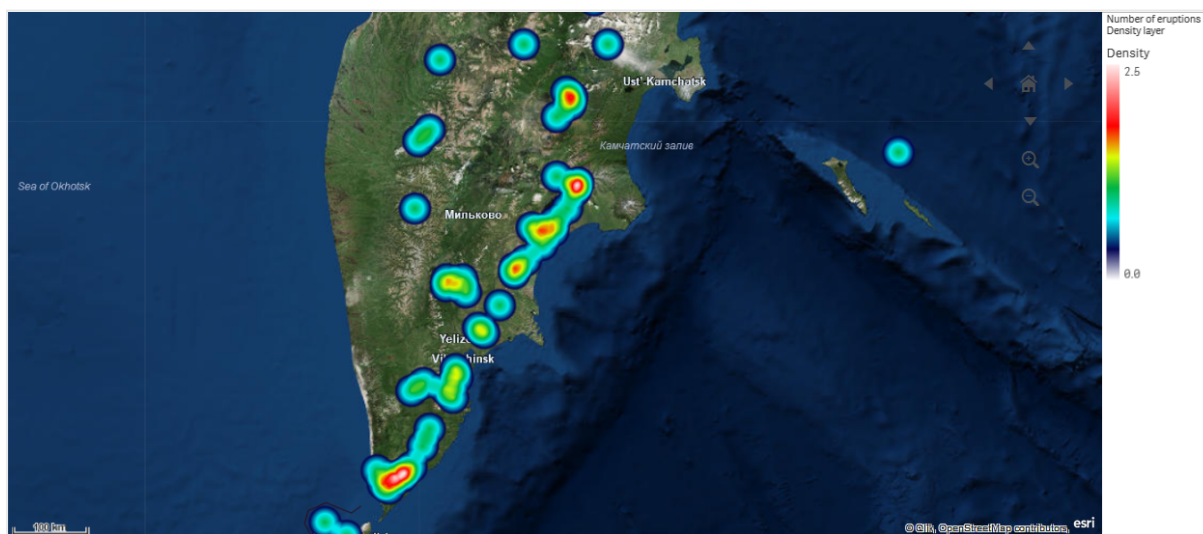 Number of eruptions
Density layer
Density
2.5
0.0
Ust'-Kamchatsk
Камчатский залив
Sea of Okhotsk
Мильково
100 km
© Qlik, OpenStreetMap contributors, esri